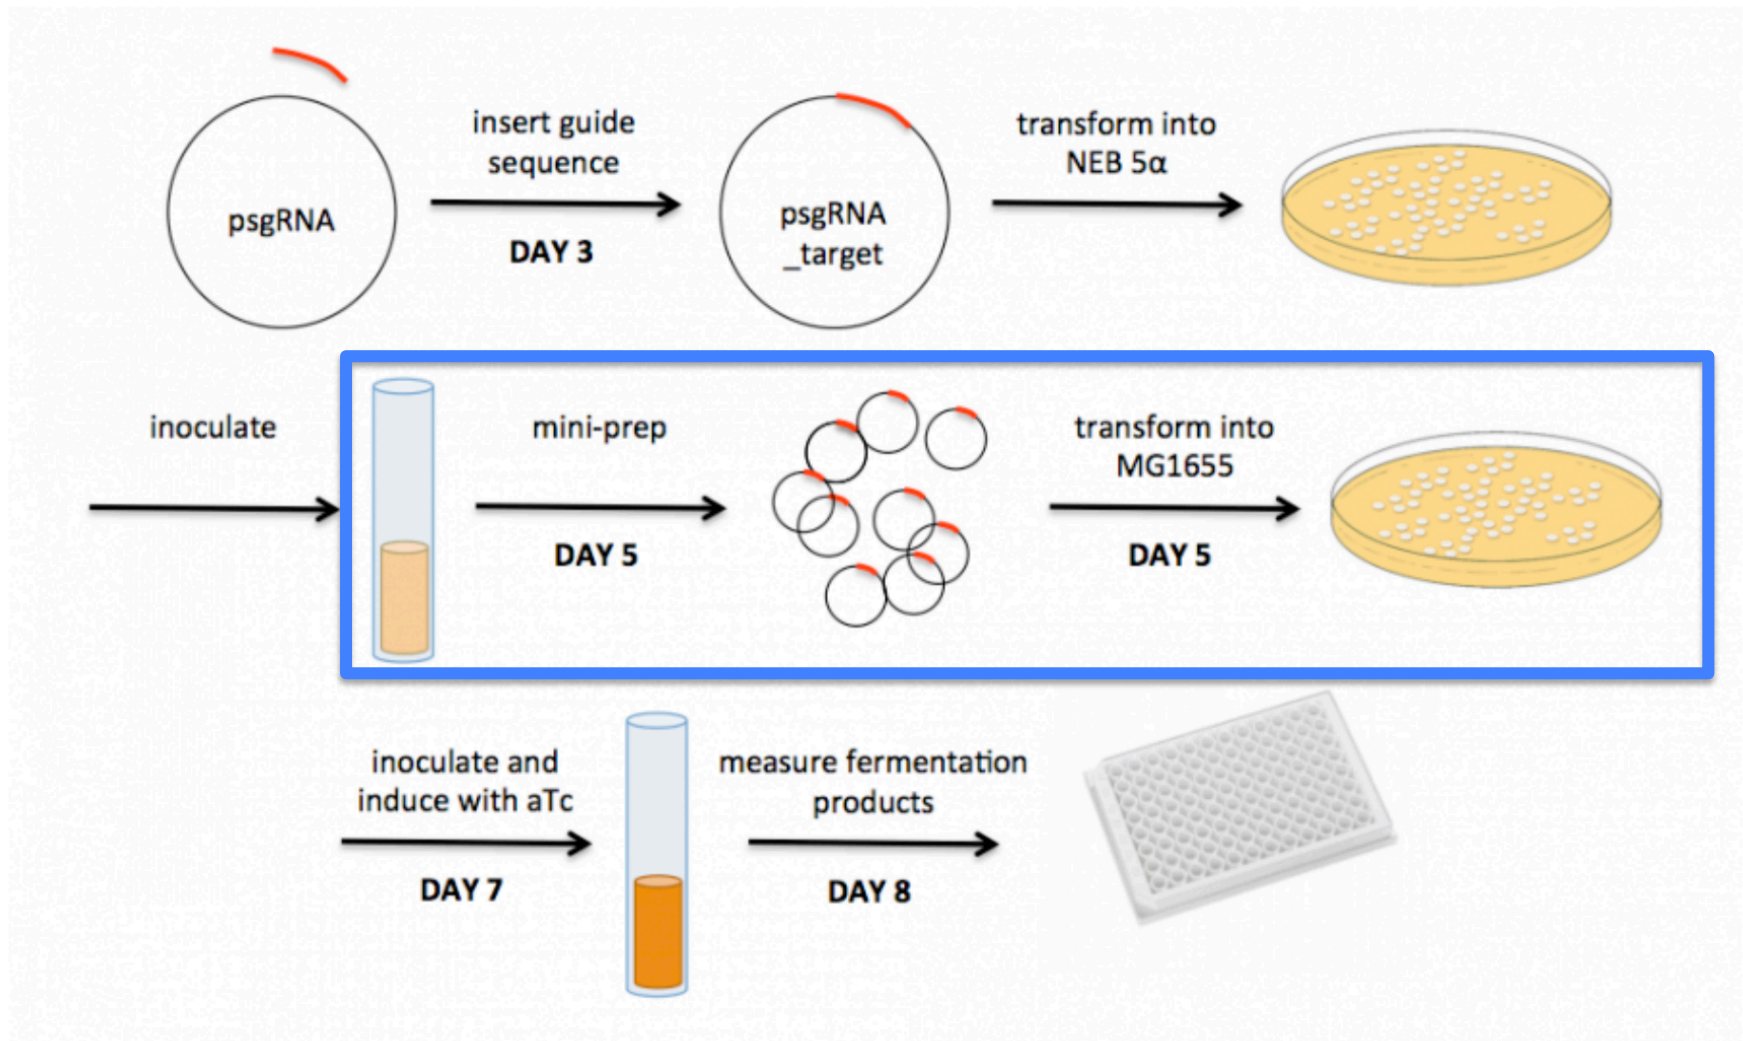 insert guide
sequence
psgRNA
DAY 3
psgRNA
_target
transform into
NEB 5α
inoculate
mini-prep
DAY 5
transform into
MG1655
DAY 5
inoculate and
induce with aTc
DAY 7
measure fermentation
products
DAY 8